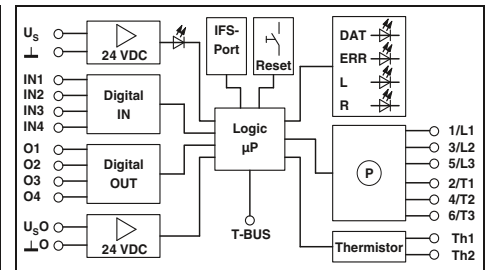 US
⊥
24 VDC
IFS-
Port
Reset
DAT
ERR
L
R
IN1
IN2
IN3
IN4
Digital
IN
Logic
µP
O1
O2
O3
O4
Digital
OUT
P
1/L1
3/L2
5/L3
2/T1
4/T2
6/T3
USO
⊥O
24 VDC
T-BUS
Thermistor
Th1
Th2